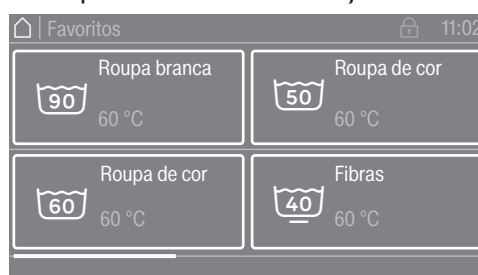 Favoritos 11:02
Roupa branca
90
60 °C
Roupa de cor
50
60 °C
Roupa de cor
60
60 °C
Fibras
40
60 °C